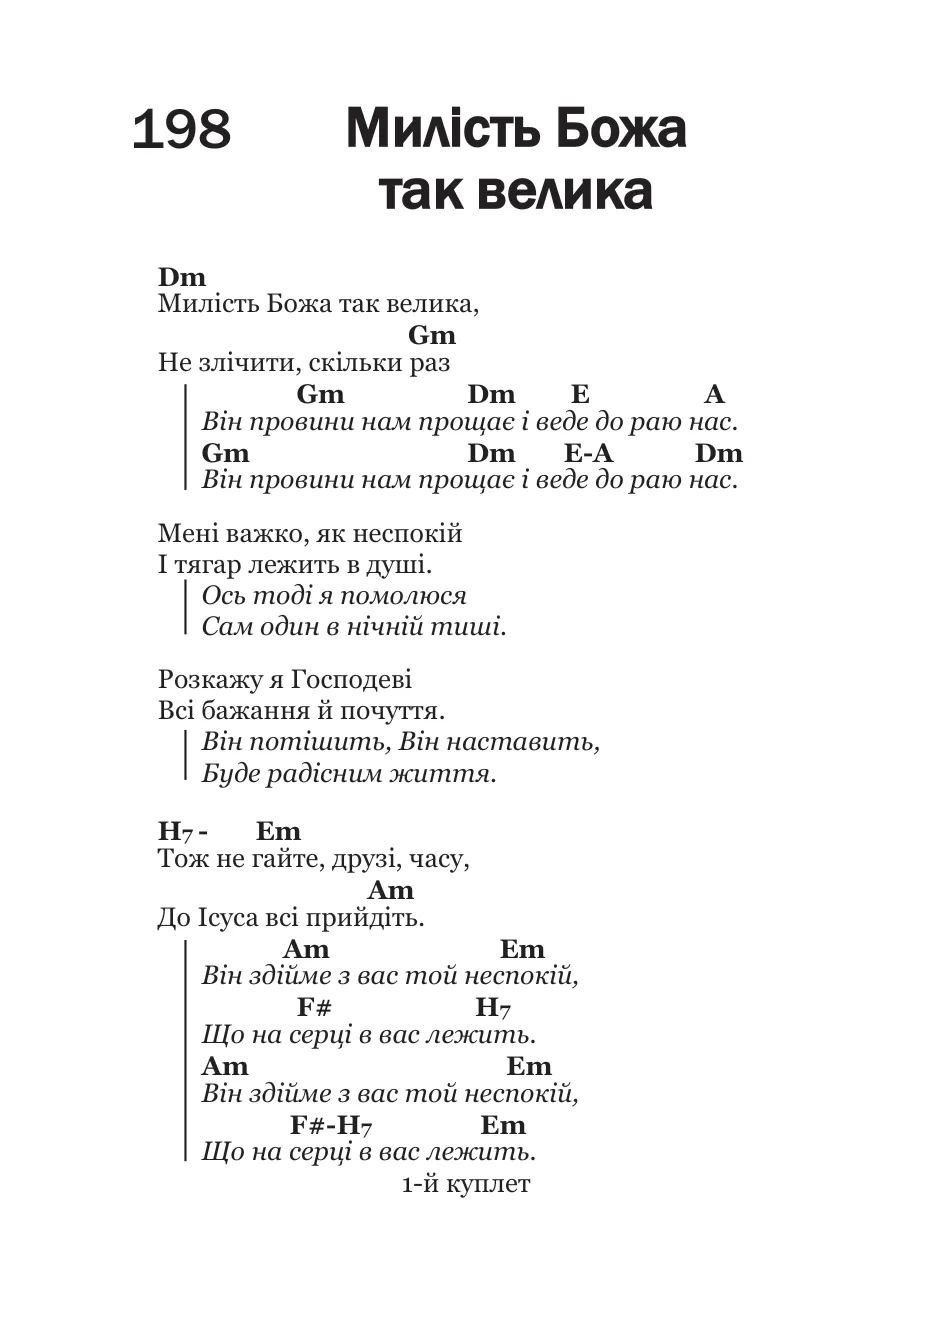 198
Милість Божа
так велика
Dm
Милість Божа так велика,
Gm
Не злічити, скільки раз
Gm Dm E A
Він провини нам прощає і веде до раю нас.
Gm Dm E-A Dm
Він провини нам прощає і веде до раю нас.
Мені важко, як неспокій
І тягар лежить в душі.
Ось тоді я помолюся
Сам один в нічній тиші.
Розкажу я Господеві
Всі бажання й почуття.
Він потішить, Він наставить,
Буде радісним життя.
H7 - Em
Тож не гайте, друзі, часу,
Am
До Ісуса всі прийдіть.
Am Em
Він здійме з вас той неспокій,
F# H7
Що на серці в вас лежить.
Am Em
Він здійме з вас той неспокій,
F#-H7 Em
Що на серці в вас лежить.
1-й куплет